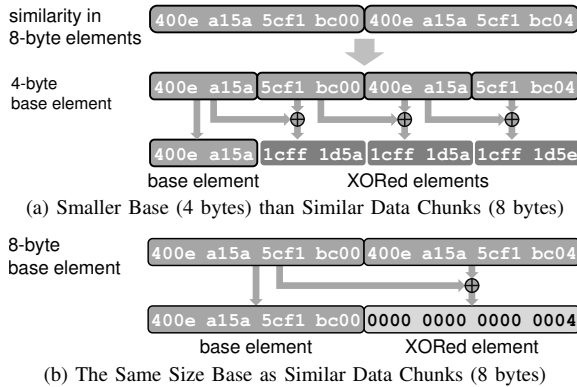 similarity in
8-byte elements
400e a15a 5cf1 bc00 400e a15a 5cf1 bc04
4-byte
base element
400e a15a 5cf1 bc00 400e a15a 5cf1 bc04
400e a15a 1cff 1d5a 1cff 1d5a 1cff 1d5e
base element XORed elements
(a) Smaller Base (4 bytes) than Similar Data Chunks (8 bytes)
8-byte
base element
400e a15a 5cf1 bc00 400e a15a 5cf1 bc04
400e a15a 5cf1 bc00 0000 0000 0000 0004
base element XORed element
(b) The Same Size Base as Similar Data Chunks (8 bytes)